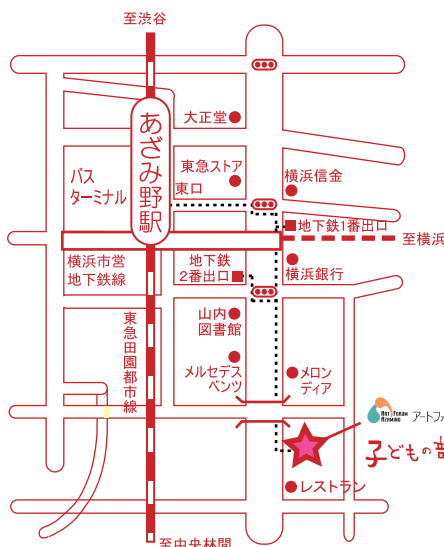 至渋谷
大正堂
あざみ野駅
東急ストア
東口
横浜信金
バス
ターミナル
地下鉄1番出口
至横浜
横浜市営
地下鉄線
地下鉄
2番出口
横浜銀行
東急田園都市線
山内
図書館
メルセデス
ベンツ
メロン
ディア
ART FORUM
AZAMINO
アートフォ
子どもの
レストラン
至中央林間